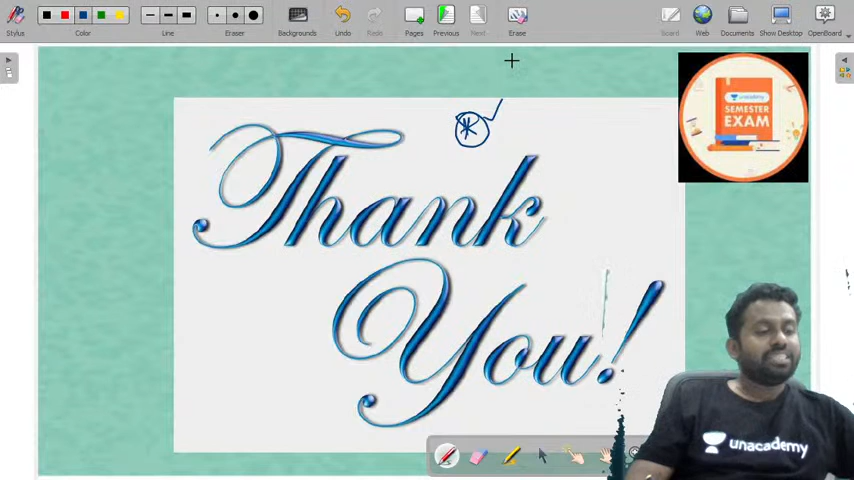 Stylus
Color
Line
Eraser
Backgrounds
Undo
Redo
Pages
Previous
Next
Erase
Board
Web
Documents
Show Desktop
OpenBoard
unacademy
SEMESTER
EXAM
Thank
You!
unacademy